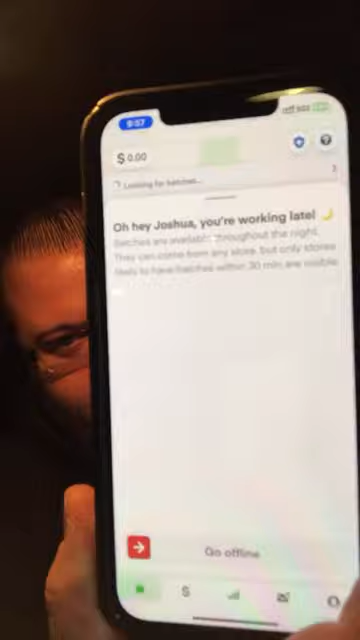 9:57
SOS
$0.00
Looking for batches...
Oh hey Joshua, you're working late! 🌙
Batches are available throughout the night.
They can come from any store, but only stores
likely to have batches within 30 min are visible.
Go offline